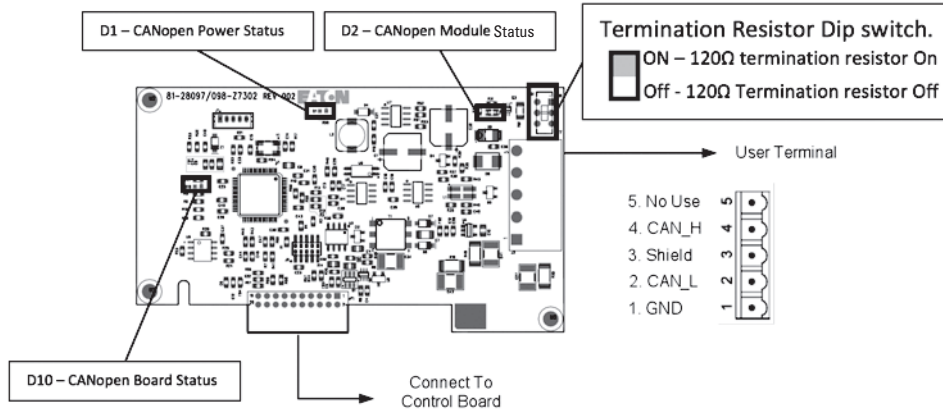 D1 – CANopen Power Status
D2 – CANopen Module Status
Termination Resistor Dip switch.
ON – 120Ω termination resistor On
Off - 120Ω Termination resistor Off
81-28097/098-Z7302 REV 002
EATON
User Terminal
5. No Use
4. CAN_H
3. Shield
2. CAN_L
1. GND
5
4
3
2
1
D10 – CANopen Board Status
Connect To
Control Board